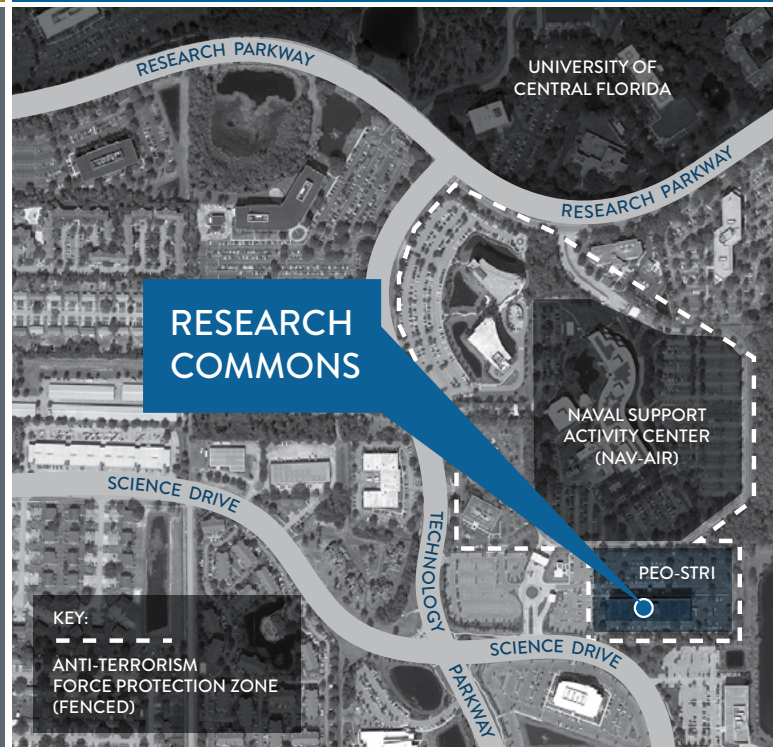 RESEARCH PARKWAY
UNIVERSITY OF
CENTRAL FLORIDA
RESEARCH PARKWAY
RESEARCH
COMMONS
NAVAL SUPPORT
ACTIVITY CENTER
(NAV-AIR)
SCIENCE DRIVE
TECHNOLOGY PARKWAY
PEO-STRI
SCIENCE DRIVE
KEY:
ANTI-TERRORISM
FORCE PROTECTION ZONE
(FENCED)